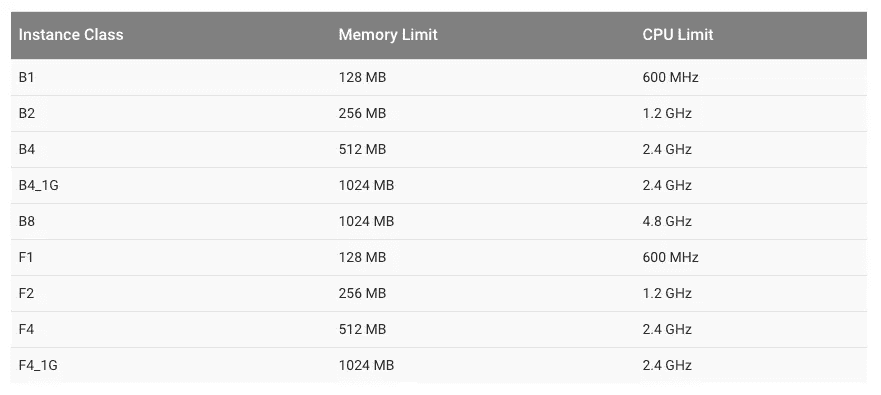 Instance Class Memory Limit CPU Limit
B1 128 MB 600 MHz
B2 256 MB 1.2 GHz
B4 512 MB 2.4 GHz
B4_1G 1024 MB 2.4 GHz
B8 1024 MB 4.8 GHz
F1 128 MB 600 MHz
F2 256 MB 1.2 GHz
F4 512 MB 2.4 GHz
F4_1G 1024 MB 2.4 GHz